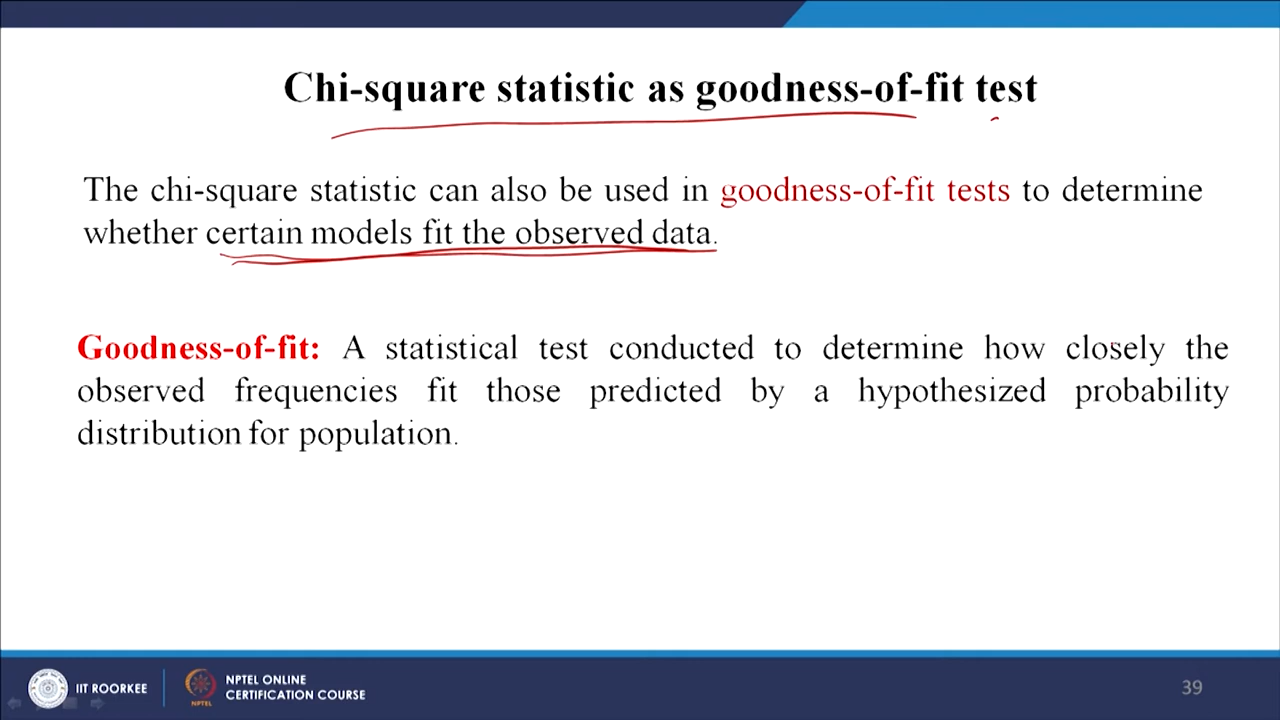 Chi-square statistic as goodness-of-fit test
The chi-square statistic can also be used in goodness-of-fit tests to determine
whether certain models fit the observed data.
Goodness-of-fit: A statistical test conducted to determine how closely the
observed frequencies fit those predicted by a hypothesized probability
distribution for population.
IIT ROORKEE
NPTEL ONLINE
CERTIFICATION COURSE
39